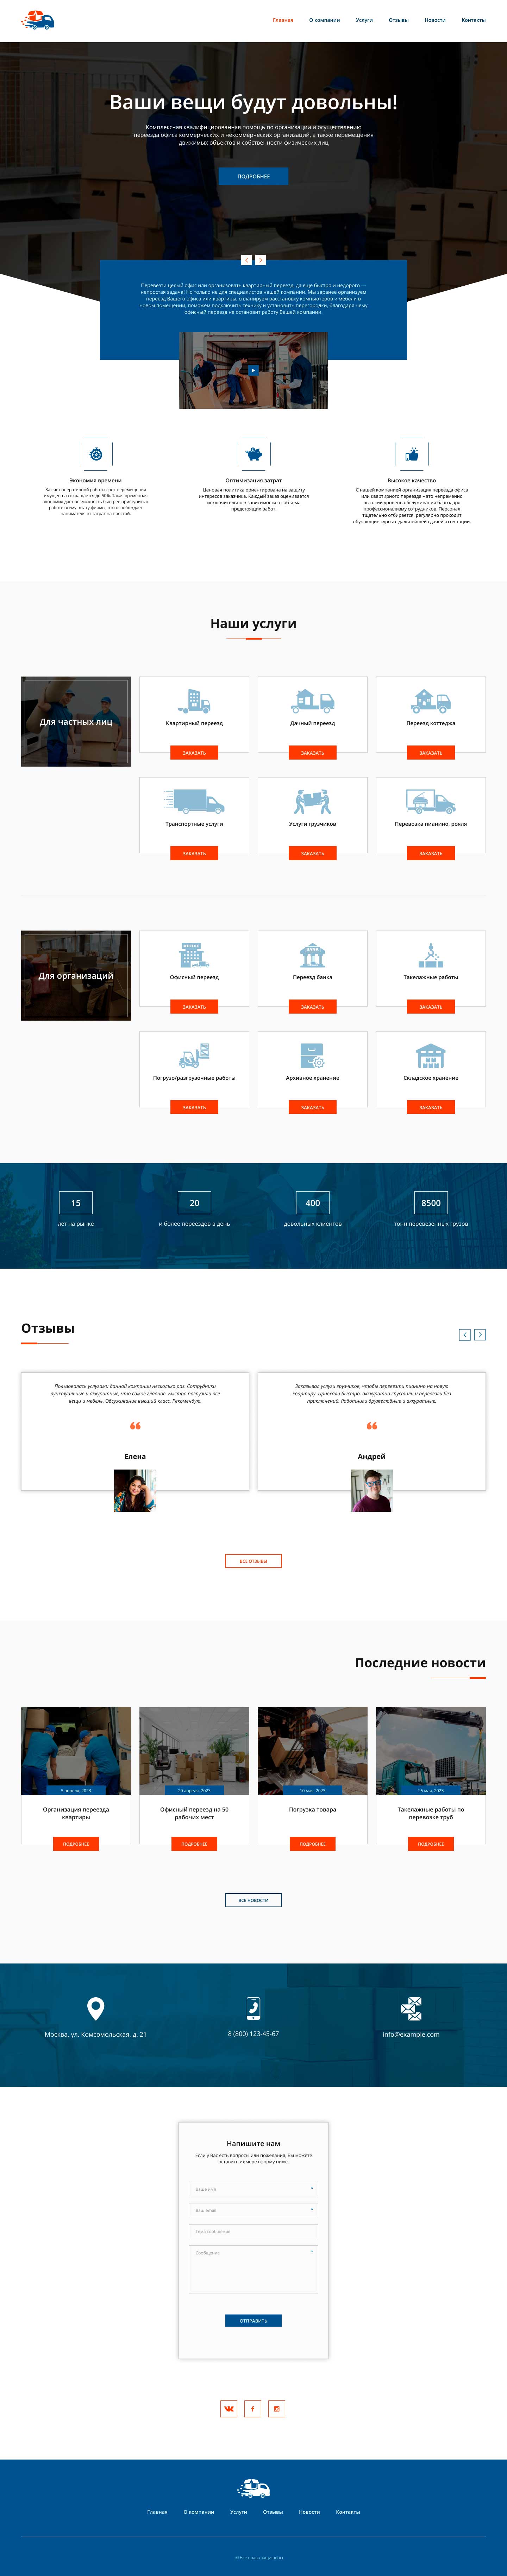 Главная О компании Услуги Отзывы Новости Контакты
Ваши вещи будут довольны!
Комплексная квалифицированная помощь по организации и осуществлению
переезда офиса коммерческих и некоммерческих организаций, а также перемещения
движимых объектов и собственности физических лиц
ПОДРОБНЕЕ
Перевезти целый офис или организовать квартирный переезд, да еще быстро и недорого —
непростая задача! Но только не для специалистов нашей компании. Мы заранее организуем
переезд Вашего офиса или квартиры, спланируем расстановку компьютеров и мебели в
новом помещении, поможем подключить технику и установить перегородки, благодаря чему
офисный переезд не остановит работу Вашей компании.
Экономия времени
За счет оперативной работы срок перемещения
имущества сокращается до 50%. Такая временная
экономия дает возможность быстрее приступить к
работе всему штату фирмы, что освобождает
нанимателя от затрат на простой.
Оптимизация затрат
Ценовая политика ориентирована на защиту
интересов заказчика. Каждый заказ оценивается
исключительно в зависимости от объема
предстоящих работ.
Высокое качество
С нашей компанией организация переезда офиса
или квартирного переезда – это непременно
высокий уровень обслуживания благодаря
профессионализму сотрудников. Персонал
тщательно отбирается, регулярно проходит
обучающие курсы с дальнейшей сдачей аттестации.
Наши услуги
Для частных лиц
Квартирный переезд
ЗАКАЗАТЬ
Дачный переезд
ЗАКАЗАТЬ
Переезд коттеджа
ЗАКАЗАТЬ
Транспортные услуги
ЗАКАЗАТЬ
Услуги грузчиков
ЗАКАЗАТЬ
Перевозка пианино, рояля
ЗАКАЗАТЬ
Для организаций
OFFICE
Офисный переезд
ЗАКАЗАТЬ
Переезд банка
ЗАКАЗАТЬ
Такелажные работы
ЗАКАЗАТЬ
Погрузо/разгрузочные работы
ЗАКАЗАТЬ
Архивное хранение
ЗАКАЗАТЬ
Складское хранение
ЗАКАЗАТЬ
15
лет на рынке
20
и более переездов в день
400
довольных клиентов
8500
тонн перевезенных грузов
Отзывы
Пользовалась услугами данной компании несколько раз. Сотрудники
пунктуальные и аккуратные, что самое главное. Быстро погрузили все
вещи и мебель. Обсуживание высший класс. Рекомендую.
Елена
Заказывал услуги грузчиков, чтобы перевезти пианино на новую
квартиру. Приехали быстро, аккуратно спустили и перевезли без
приключений. Работники дружелюбные и аккуратные.
Андрей
ВСЕ ОТЗЫВЫ
Последние новости
5 апреля, 2023
Организация переезда
квартиры
ПОДРОБНЕЕ
20 апреля, 2023
Офисный переезд на 50
рабочих мест
ПОДРОБНЕЕ
10 мая, 2023
Погрузка товара
ПОДРОБНЕЕ
25 мая, 2023
Такелажные работы по
перевозке труб
ПОДРОБНЕЕ
ВСЕ НОВОСТИ
Москва, ул. Комсомольская, д. 21
8 (800) 123-45-67
info@example.com
Напишите нам
Если у Вас есть вопросы или пожелания, Вы можете
оставить их через форму ниже.
Ваше имя *
Ваш email *
Тема сообщения
Сообщение *
ОТПРАВИТЬ
Главная О компании Услуги Отзывы Новости Контакты
© Все права защищены